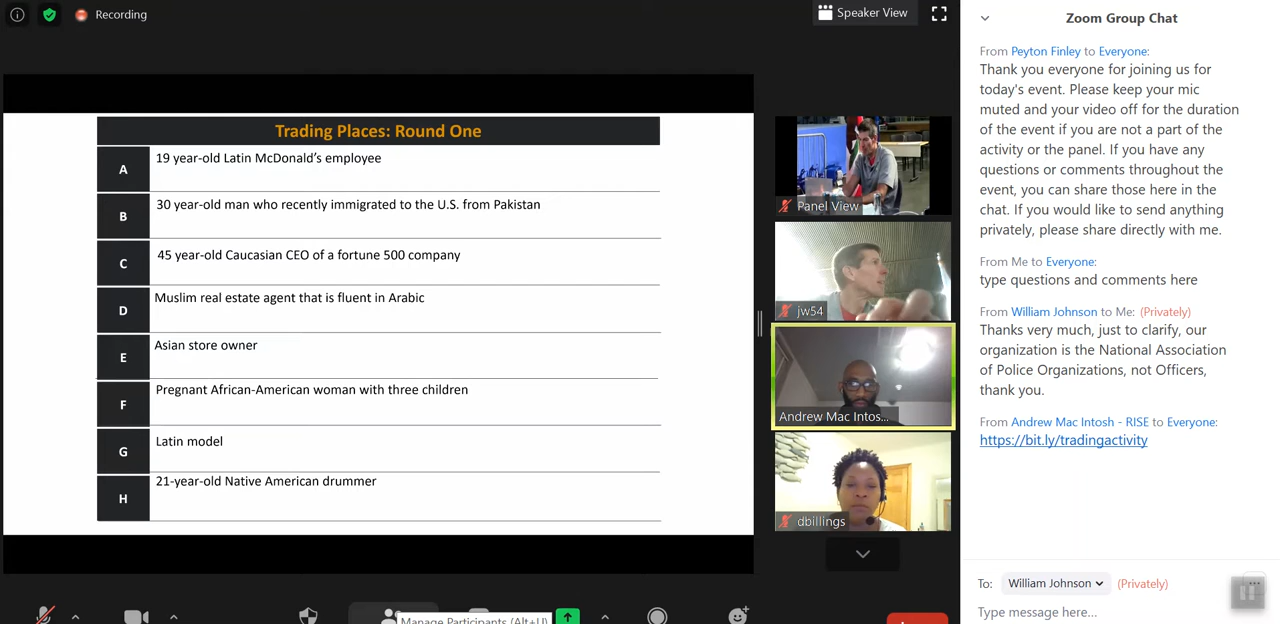 Recording
Speaker View
Trading Places: Round One
A 19 year-old Latin McDonald's employee
B 30 year-old man who recently immigrated to the U.S. from Pakistan
C 45 year-old Caucasian CEO of a fortune 500 company
D Muslim real estate agent that is fluent in Arabic
E Asian store owner
F Pregnant African-American woman with three children
G Latin model
H 21-year-old Native American drummer
Panel View
jw54
Andrew Mac Intos...
dbillings
Manage Participants (Alt+U)
Zoom Group Chat
From Peyton Finley to Everyone:
Thank you everyone for joining us for
today's event. Please keep your mic
muted and your video off for the duration
of the event if you are not a part of the
activity or the panel. If you have any
questions or comments throughout the
event, you can share those here in the
chat. If you would like to send anything
privately, please share directly with me.
From Me to Everyone:
type questions and comments here
From William Johnson to Me: (Privately)
Thanks very much, just to clarify, our
organization is the National Association
of Police Organizations, not Officers,
thank you.
From Andrew Mac Intosh - RISE to Everyone:
https://bit.ly/tradingactivity
To: William Johnson (Privately)
Type message here...